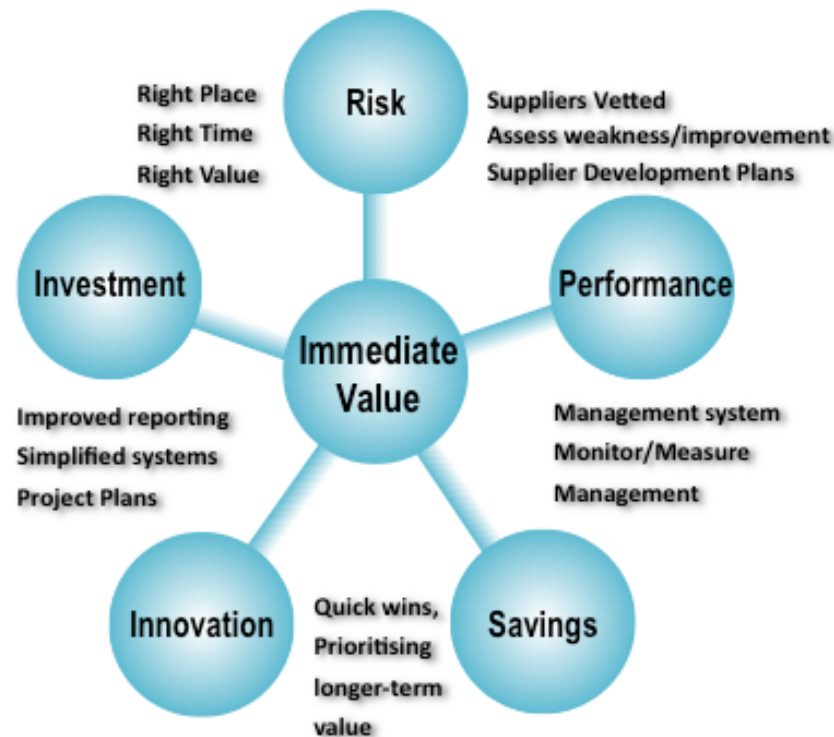 Risk
Right Place
Right Time
Right Value
Suppliers Vetted
Assess weakness/improvement
Supplier Development Plans
Investment
Performance
Immediate
Value
Improved reporting
Simplified systems
Project Plans
Management system
Monitor/Measure
Management
Innovation
Quick wins,
Prioritising
longer-term
value
Savings